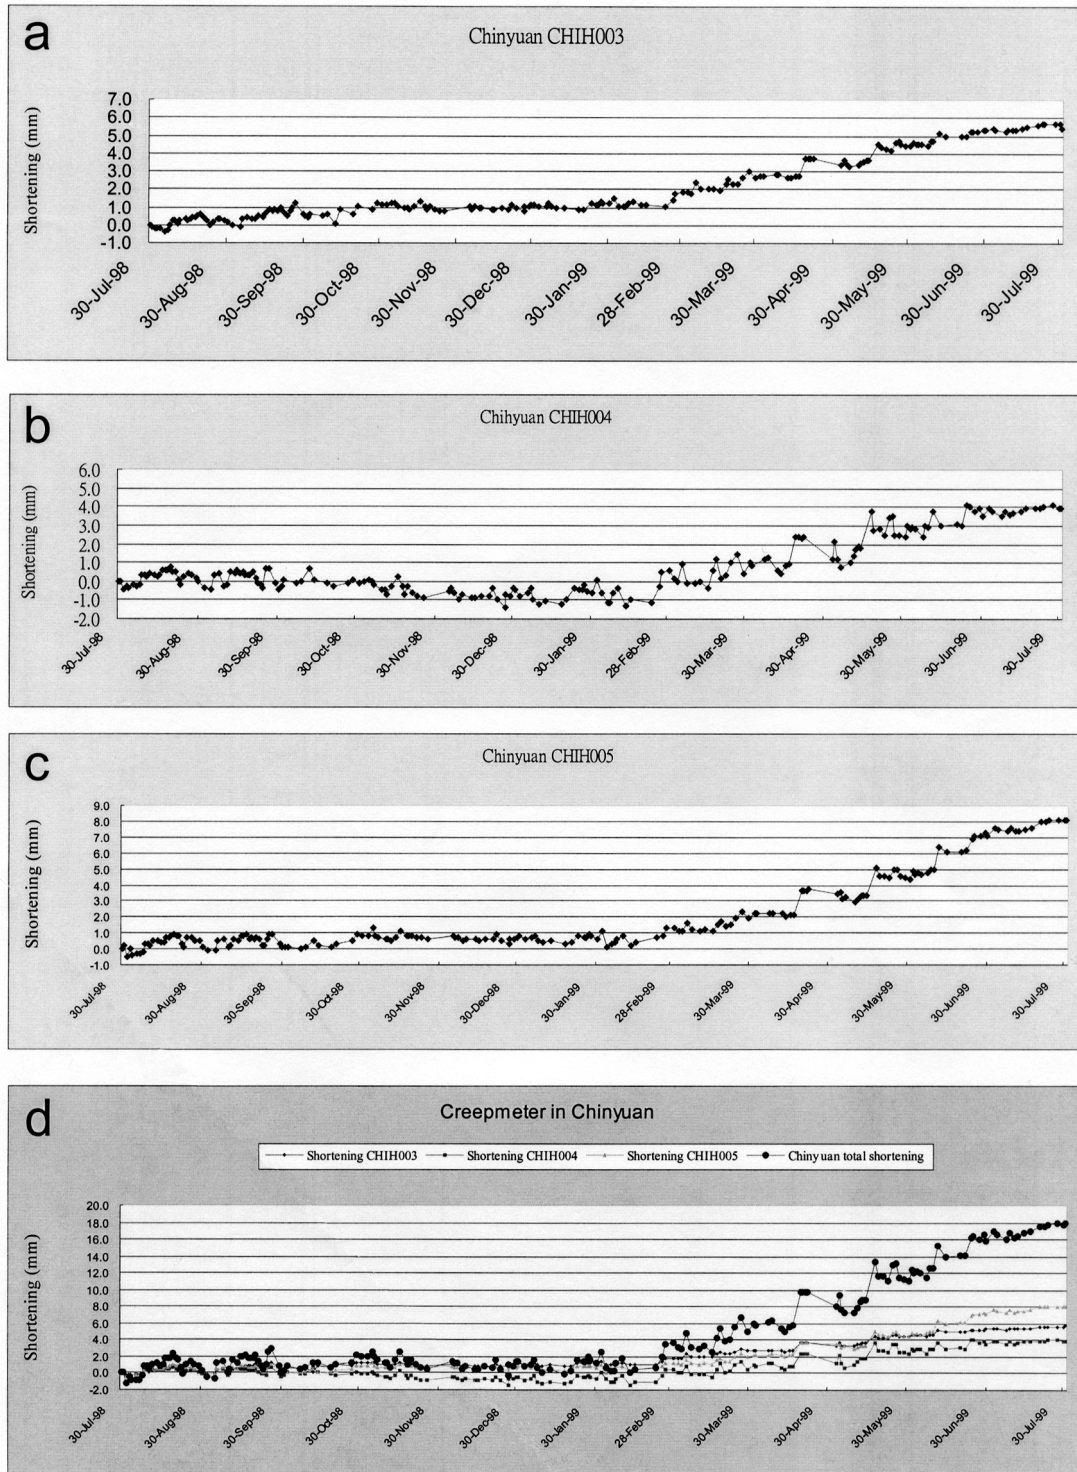 a
Chinyuan CHIH003
Shortening (mm)
7.0
6.0
5.0
4.0
3.0
2.0
1.0
0.0
-1.0
30-Jul-98
30-Aug-98
30-Sep-98
30-Oct-98
30-Nov-98
30-Dec-98
30-Jan-99
28-Feb-99
30-Mar-99
30-Apr-99
30-May-99
30-Jun-99
30-Jul-99
b
Chihyuan CHIH004
Shortening (mm)
6.0
5.0
4.0
3.0
2.0
1.0
0.0
-1.0
-2.0
30-Jul-98
30-Aug-98
30-Sep-98
30-Oct-98
30-Nov-98
30-Dec-98
30-Jan-99
28-Feb-99
30-Mar-99
30-Apr-99
30-May-99
30-Jun-99
30-Jul-99
c
Chinyuan CHIH005
Shortening (mm)
9.0
8.0
7.0
6.0
5.0
4.0
3.0
2.0
1.0
0.0
-1.0
30-Jul-98
30-Aug-98
30-Sep-98
30-Oct-98
30-Nov-98
30-Dec-98
30-Jan-99
28-Feb-99
30-Mar-99
30-Apr-99
30-May-99
30-Jun-99
30-Jul-99
d
Creepmeter in Chinyuan
Shortening CHIH003 Shortening CHIH004 Shortening CHIH005 Chinyuan total shortening
Shortening (mm)
20.0
18.0
16.0
14.0
12.0
10.0
8.0
6.0
4.0
2.0
0.0
-2.0
30-Jul-98
30-Aug-98
30-Sep-98
30-Oct-98
30-Nov-98
30-Dec-98
30-Jan-99
28-Feb-99
30-Mar-99
30-Apr-99
30-May-99
30-Jun-99
30-Jul-99